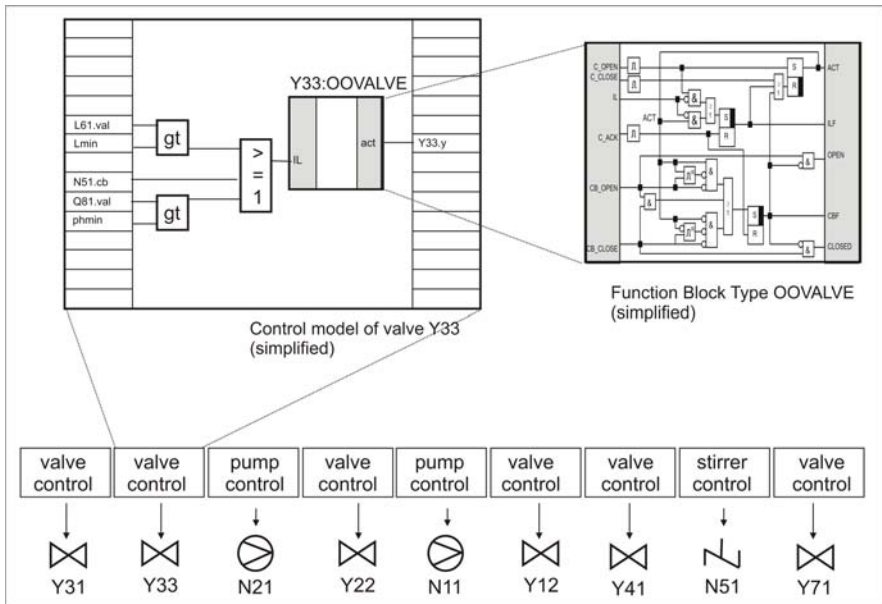 Y33:OOVALVE
L61.val
Lmin
gt
N51.cb
Q81.val
phmin
gt
>
=
1
IL
act
Y33.y
Control model of valve Y33
(simplified)
C_OPEN
C_CLOSE
IL
ACT
C_ACK
CB_OPEN
CB_CLOSE
&
&
S
R
S
R
&
&
&
&
S
R
&
ACT
ILF
OPEN
CBF
CLOSED
Function Block Type OOVALVE
(simplified)
valve control
valve control
pump control
valve control
pump control
valve control
valve control
stirrer control
valve control
Y31
Y33
N21
Y22
N11
Y12
Y41
N51
Y71